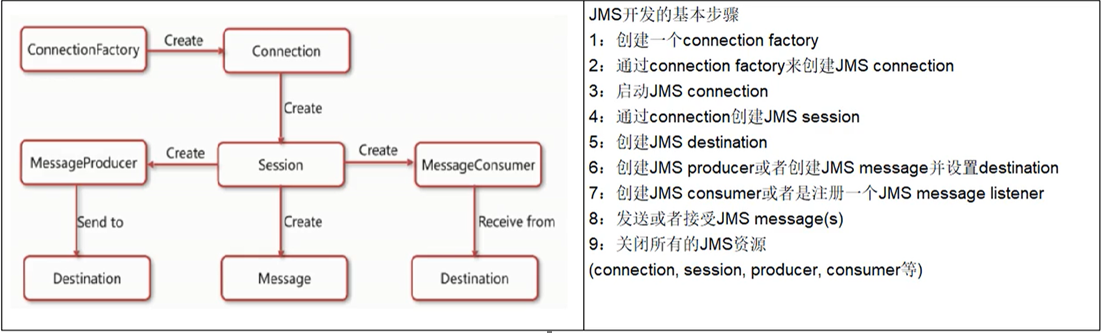 ConnectionFactory
Create
Connection
Create
MessageProducer
Create
Session
Create
MessageConsumer
Send to
Create
Receive from
Destination
Message
Destination
JMS开发的基本步骤
1：创建一个connection factory
2：通过connection factory来创建JMS connection
3：启动JMS connection
4：通过connection创建JMS session
5：创建JMS destination
6：创建JMS producer或者创建JMS message并设置destination
7：创建JMS consumer或者是注册一个JMS message listener
8：发送或者接受JMS message(s)
9：关闭所有的JMS资源
(connection, session, producer, consumer等)